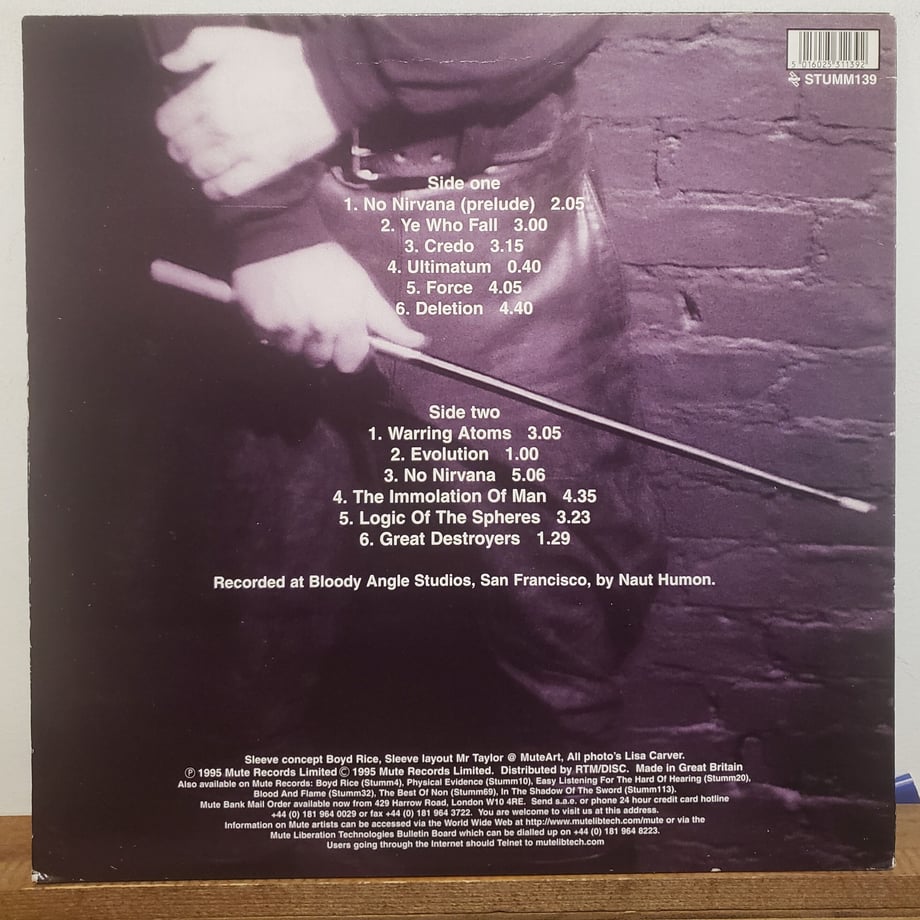 5 016025 311392
STUMM139
Side one
1. No Nirvana (prelude) 2.05
2. Ye Who Fall 3.00
3. Credo 3.15
4. Ultimatum 0.40
5. Force 4.05
6. Deletion 4.40
Side two
1. Warring Atoms 3.05
2. Evolution 1.00
3. No Nirvana 5.06
4. The Immolation Of Man 4.35
5. Logic Of The Spheres 3.23
6. Great Destroyers 1.29
Recorded at Bloody Angle Studios, San Francisco, by Naut Humon.
Sleeve concept Boyd Rice, Sleeve layout Mr Taylor @ MuteArt, All photo's Lisa Carver.
℗ 1995 Mute Records Limited © 1995 Mute Records Limited. Distributed by RTM/DISC. Made in Great Britain
Also available on Mute Records: Boyd Rice (Stumm4), Physical Evidence (Stumm10), Easy Listening For The Hard Of Hearing (Stumm20),
Blood And Flame (Stumm32), The Best Of Non (Stumm69), In The Shadow Of The Sword (Stumm113).
Mute Bank Mail Order available now from 429 Harrow Road, London W10 4RE. Send s.a.e. or phone 24 hour credit card hotline
+44 (0) 181 964 0029 or fax +44 (0) 181 964 3722. You are welcome to visit us at this address.
Information on Mute artists can be accessed via the World Wide Web at http://www.mutelibtech.com/mute or via the
Mute Liberation Technologies Bulletin Board which can be dialled up on +44 (0) 181 964 8223.
Users going through the Internet should Telnet to mutelibtech.com